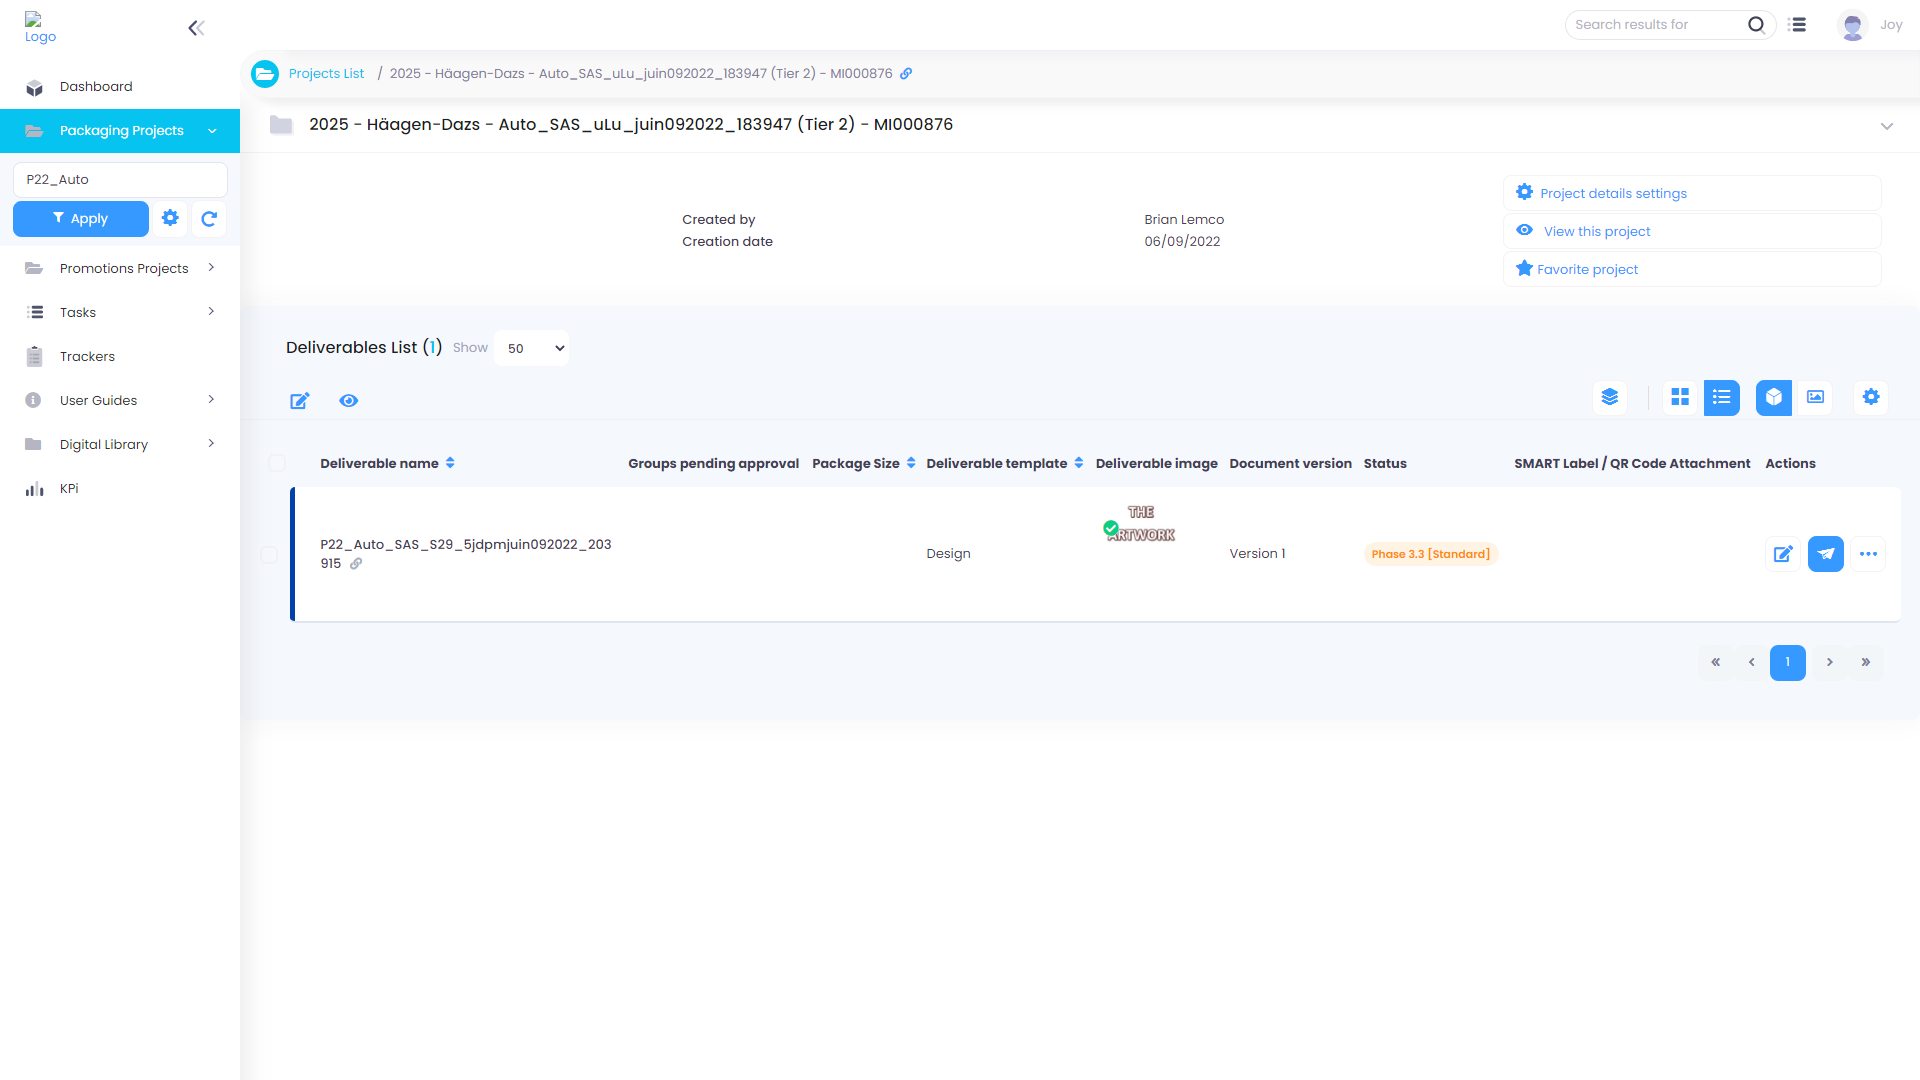 Logo
Search results for
Joy
Dashboard
Packaging Projects
P22_Auto
Apply
Promotions Projects
Tasks
Trackers
User Guides
Digital Library
KPi
Projects List / 2025 - Häagen-Dazs - Auto_SAS_uLu_juin092022_183947 (Tier 2) - MI000876
2025 - Häagen-Dazs - Auto_SAS_uLu_juin092022_183947 (Tier 2) - MI000876
Created by Brian Lemco
Creation date 06/09/2022
Project details settings
View this project
Favorite project
Deliverables List (1) Show 50
Deliverable name Groups pending approval Package Size Deliverable template Deliverable image Document version Status SMART Label / QR Code Attachment Actions
THE
ARTWORK
P22_Auto_SAS_S29_5jdpmjuin092022_203
915
Design
Version 1
Phase 3.3 [Standard]
« ‹ 1 › »